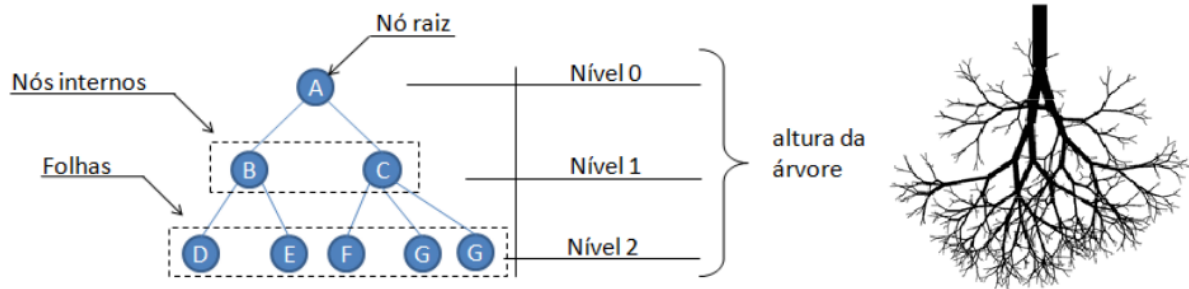 Nó raiz
Nível 0
A
Nós internos
altura da
árvore
B
C
Nível 1
Folhas
D
E
F
G
G
Nível 2